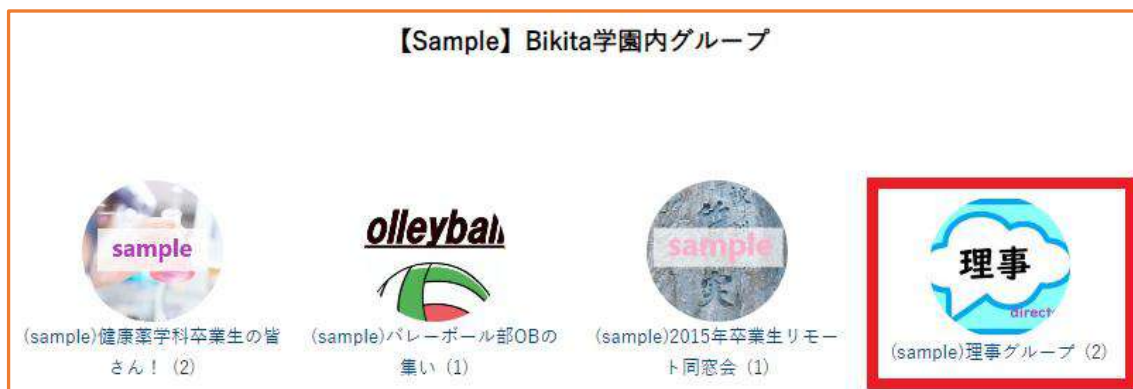 【Sample】Bikita学園内グループ
sample
olleybal
sample
理事
direct
(sample)健康薬学科卒業生の皆
さん！（2）
(sample)バレーボール部OBの
集い（1）
(sample)2015年卒業生リモー
ト同窓会（1）
(sample)理事グループ（2）